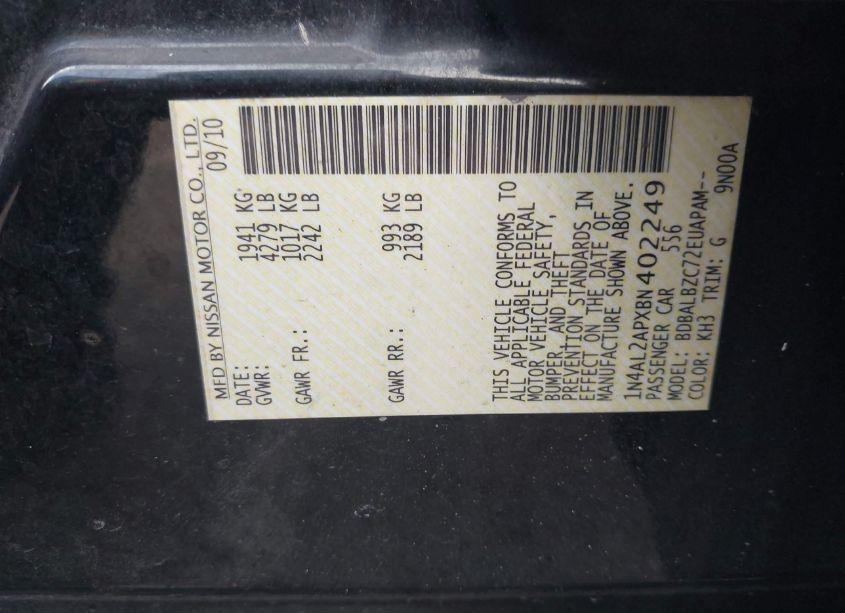 MFD BY NISSAN MOTOR CO., LTD.
DATE: 09/10
GVWR: 1941 KG
4279 LB
GAWR FR.: 1017 KG
2242 LB
GAWR RR.: 993 KG
2189 LB
THIS VEHICLE CONFORMS TO
ALL APPLICABLE FEDERAL
MOTOR VEHICLE SAFETY,
BUMPER, AND THEFT
PREVENTION STANDARDS IN
EFFECT ON THE DATE OF
MANUFACTURE SHOWN ABOVE.
1N4AL2APXBN402249
PASSENGER CAR 556
MODEL: BDBALBZC72EUAPAM--
COLOR: KH3 TRIM: G 9N00A